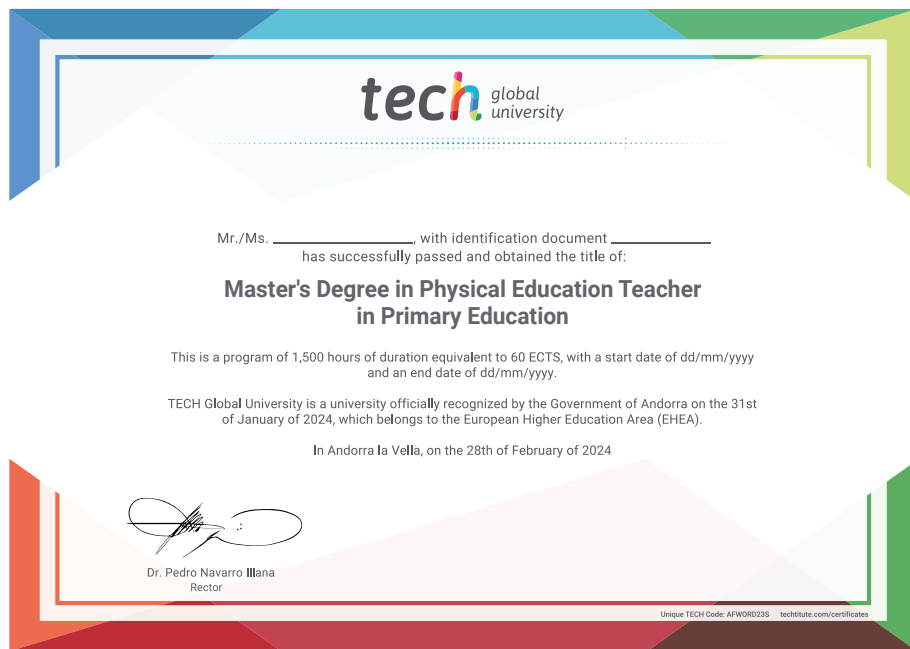 tech global university
Mr./Ms. ____________, with identification document ____________
has successfully passed and obtained the title of:
Master's Degree in Physical Education Teacher
in Primary Education
This is a program of 1,500 hours of duration equivalent to 60 ECTS, with a start date of dd/mm/yyyy
and an end date of dd/mm/yyyy.
TECH Global University is a university officially recognized by the Government of Andorra on the 31st
of January of 2024, which belongs to the European Higher Education Area (EHEA).
In Andorra la Vella, on the 28th of February of 2024
Dr. Pedro Navarro Illana
Rector
Unique TECH Code: AFWORD23S techtitute.com/certificates